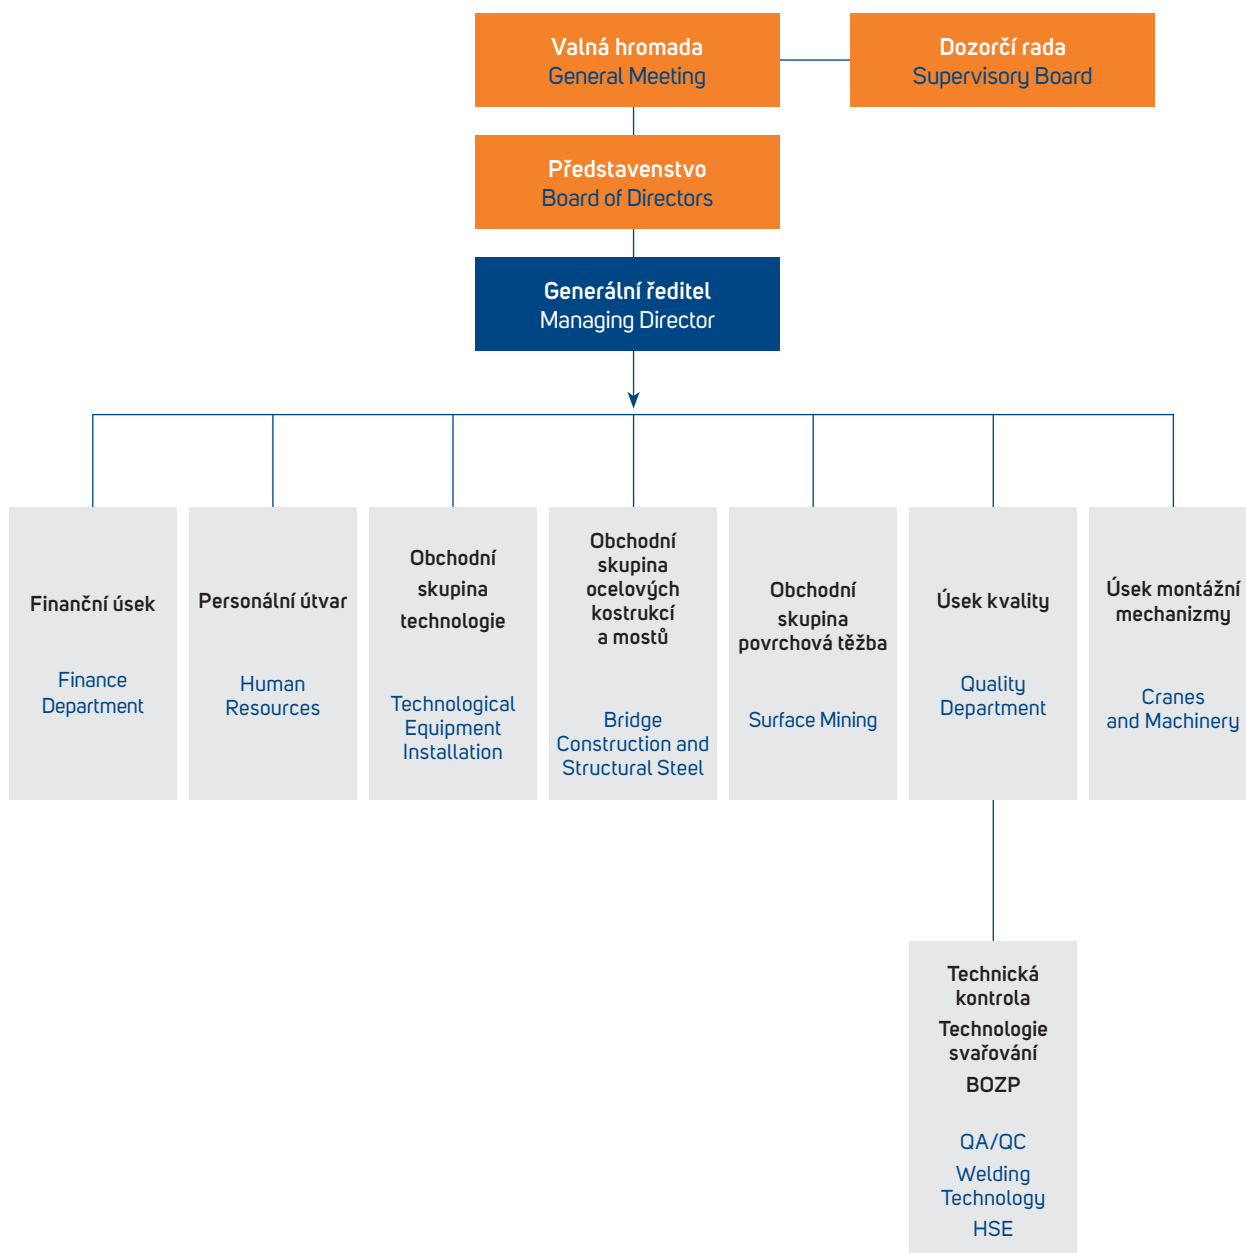 Valná hromada
General Meeting
Dozorčí rada
Supervisory Board
Představenstvo
Board of Directors
Generální ředitel
Managing Director
Finanční úsek
Finance
Department
Personální útvar
Human
Resources
Obchodní
skupina
technologie
Technological
Equipment
Installation
Obchodní
skupina
ocelových
kostrukcí
a mostů
Bridge
Construction and
Structural Steel
Obchodní
skupina
povrchová těžba
Surface Mining
Úsek kvality
Quality
Department
Úsek montážní
mechanizmy
Cranes
and Machinery
Technická
kontrola
Technologie
svařování
BOZP
QA/QC
Welding
Technology
HSE